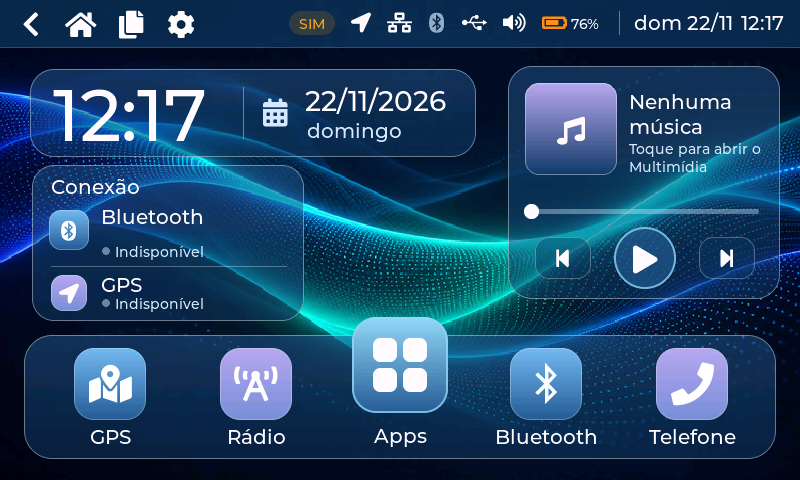 SIM
76%
dom 22/11 12:17
12:17
22/11/2026
domingo
Nenhuma
música
Toque para abrir o
Multimídia
Conexão
Bluetooth
Indisponível
GPS
Indisponível
GPS
Rádio
Apps
Bluetooth
Telefone